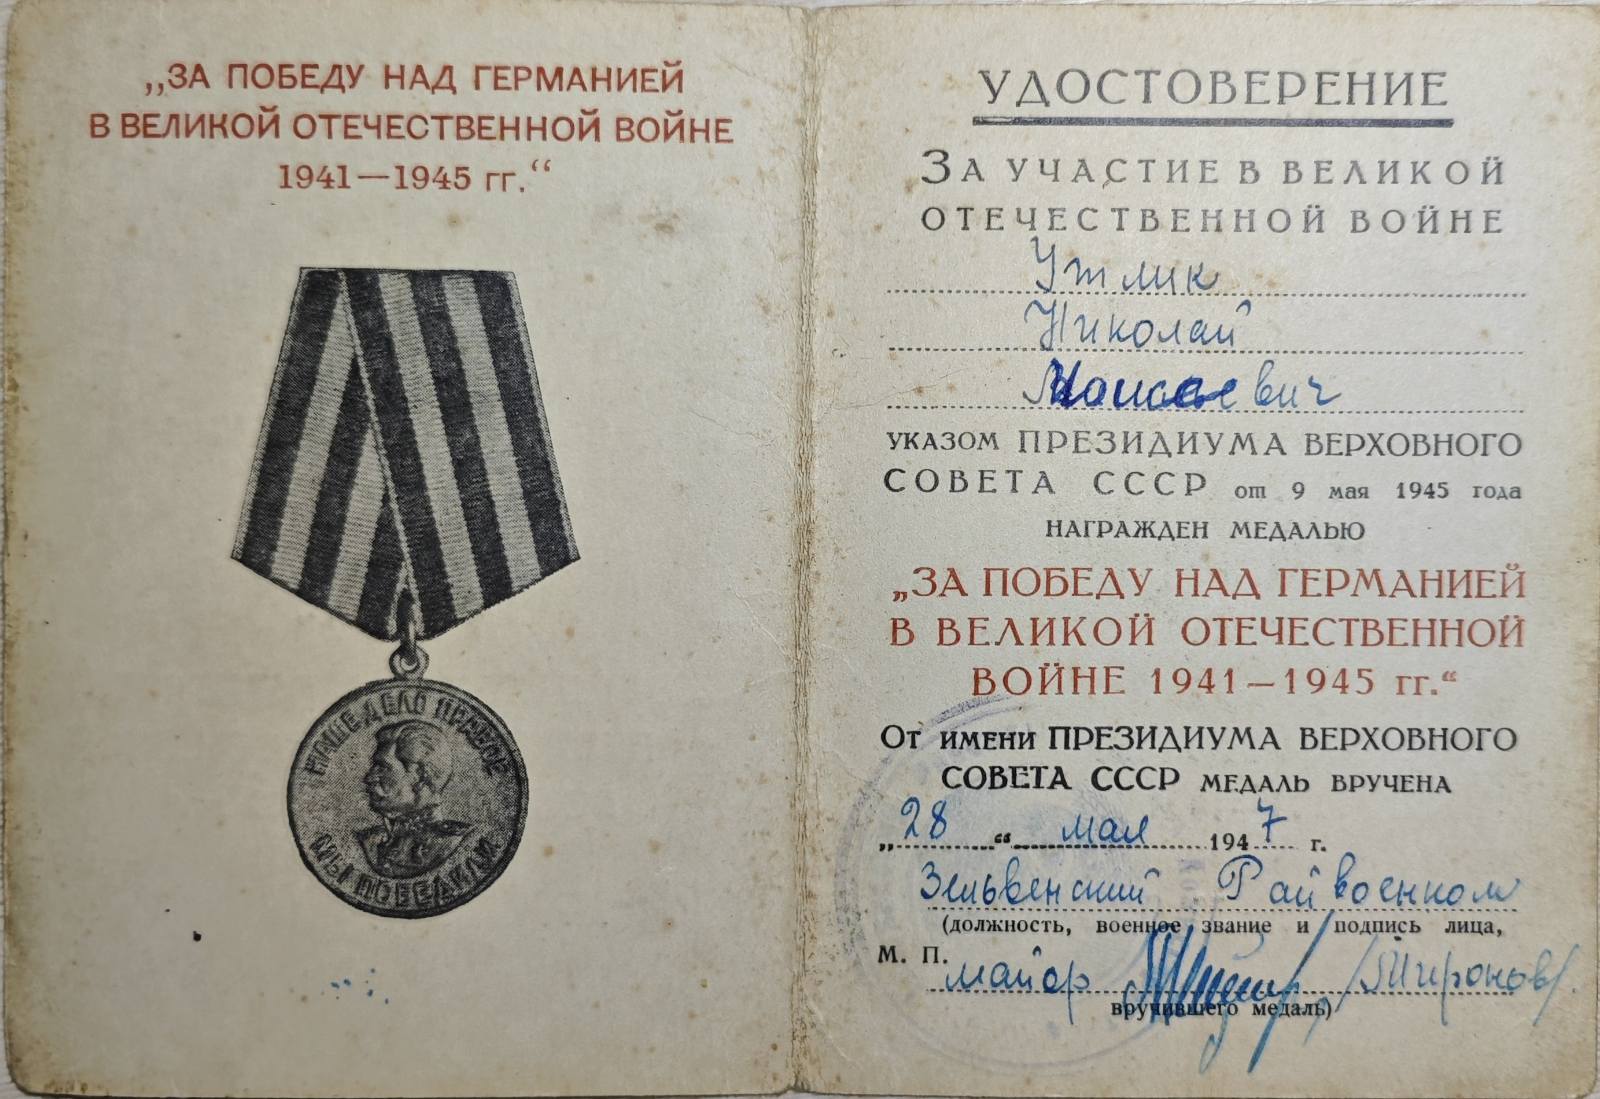 „ЗА ПОБЕДУ НАД ГЕРМАНИЕЙ
В ВЕЛИКОЙ ОТЕЧЕСТВЕННОЙ ВОЙНЕ
1941—1945 гг.“
НАШЕ ДЕЛО ПРАВОЕ
МЫ ПОБЕДИЛИ
УДОСТОВЕРЕНИЕ
ЗА УЧАСТИЕ В ВЕЛИКОЙ
ОТЕЧЕСТВЕННОЙ ВОЙНЕ
Утлик
Николай
Моисеевич
УКАЗОМ ПРЕЗИДИУМА ВЕРХОВНОГО
СОВЕТА СССР от 9 мая 1945 года
НАГРАЖДЕН МЕДАЛЬЮ
„ЗА ПОБЕДУ НАД ГЕРМАНИЕЙ
В ВЕЛИКОЙ ОТЕЧЕСТВЕННОЙ
ВОЙНЕ 1941—1945 гг.“
ОТ ИМЕНИ ПРЕЗИДИУМА ВЕРХОВНОГО
СОВЕТА СССР МЕДАЛЬ ВРУЧЕНА
„28“ мая 1947 г.
Зельвенский Райвоенком
(должность, военное звание и подпись лица,
М. П. майор /Миронов/.
вручившего медаль)